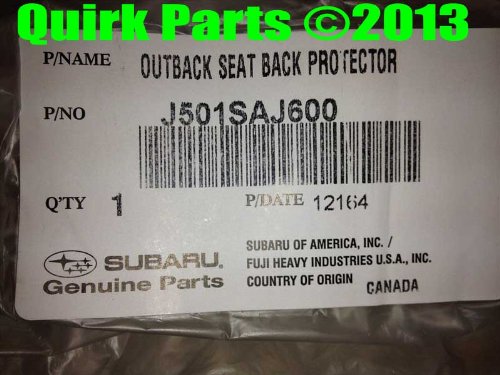 Quirk Parts ©2013
P/NAME OUTBACK SEAT BACK PROTECTOR
P/NO J501SAJ600
Q'TY 1 P/DATE 12164
SUBARU OF AMERICA, INC. /
SUBARU. FUJI HEAVY INDUSTRIES U.S.A., INC.
Genuine Parts COUNTRY OF ORIGIN CANADA